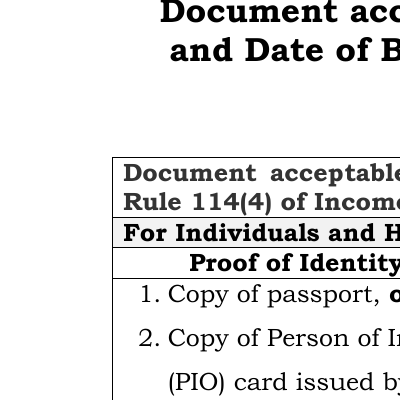 Document acc
and Date of B
Document acceptable
Rule 114(4) of Incom
For Individuals and H
Proof of Identity
1. Copy of passport,
2. Copy of Person of I
(PIO) card issued b